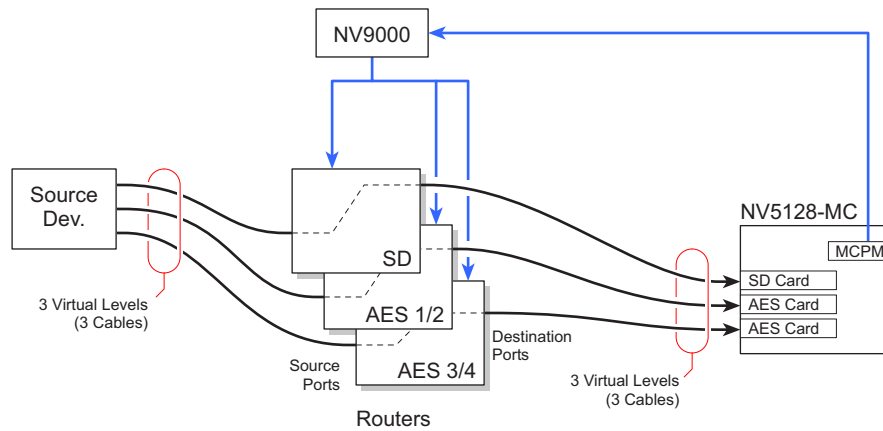 NV9000
Source
Dev.
3 Virtual Levels
(3 Cables)
SD
AES 1/2
AES 3/4
Source
Ports
Destination
Ports
Routers
3 Virtual Levels
(3 Cables)
NV5128-MC
MCPM
SD Card
AES Card
AES Card